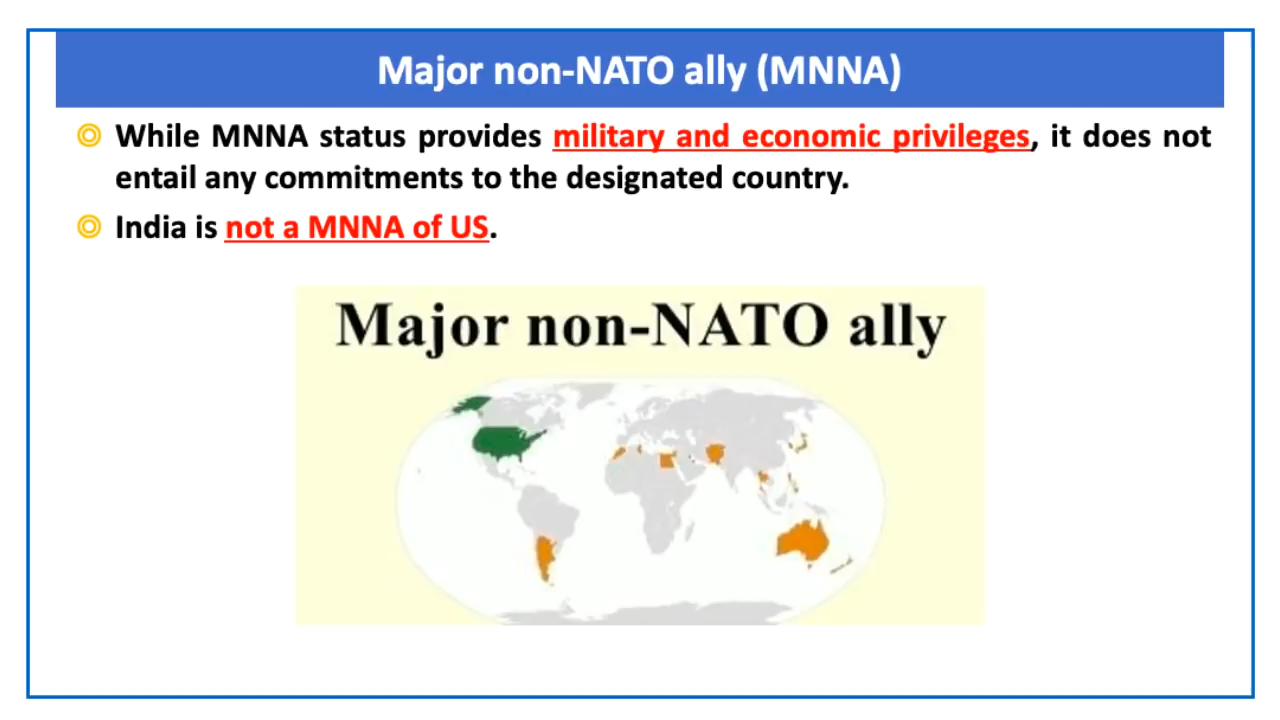 Major non-NATO ally (MNNA)
While MNNA status provides military and economic privileges, it does not
entail any commitments to the designated country.
India is not a MNNA of US.
Major non-NATO ally